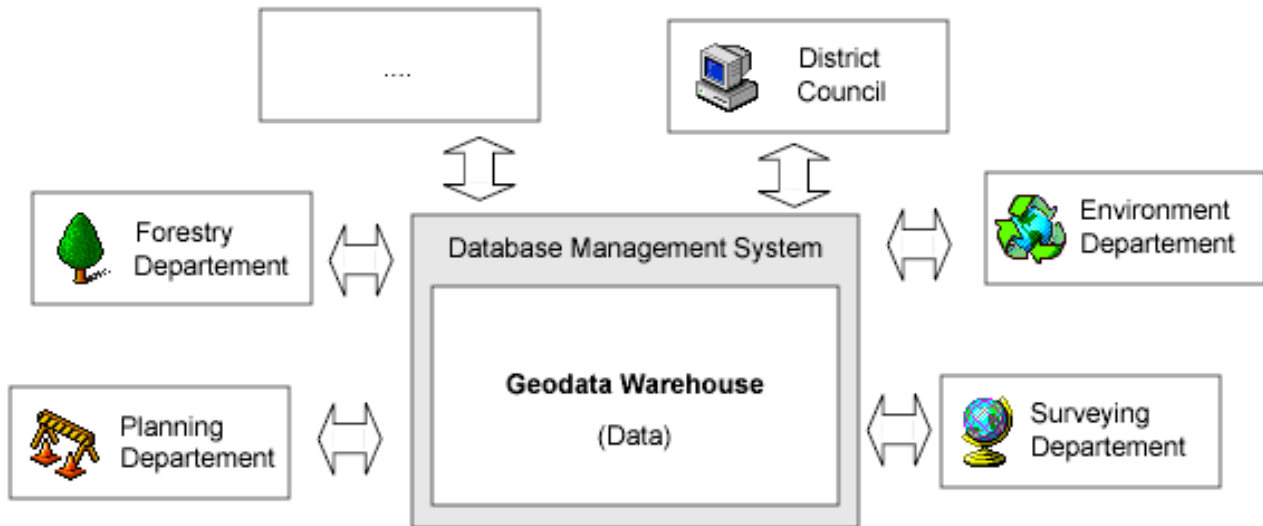 ....
District
Council
Forestry
Departement
Database Management System
Environment
Departement
Geodata Warehouse
(Data)
Planning
Departement
Surveying
Departement